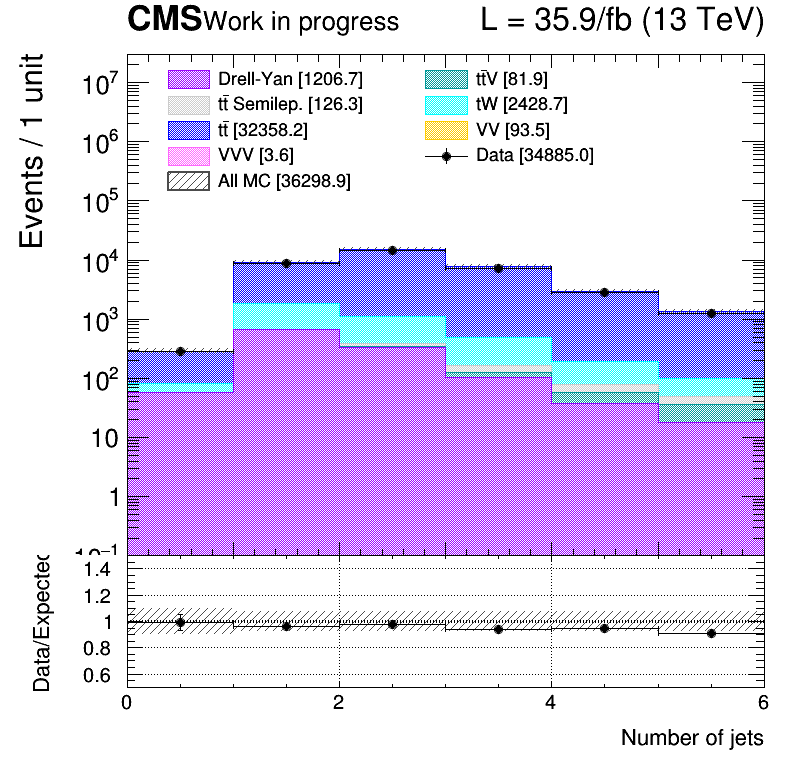 CMS Work in progress L = 35.9/fb (13 TeV)
Events / 1 unit
10⁷
10⁶
10⁵
10⁴
10³
10²
10
1
10⁻¹
Drell-Yan [1206.7]
tt̄ Semilep. [126.3]
tt̄ [32358.2]
VVV [3.6]
All MC [36298.9]
tt̄V [81.9]
tW [2428.7]
VV [93.5]
Data [34885.0]
Data/Expected
1.4
1.2
1
0.8
0.6
0 2 4 6
Number of jets